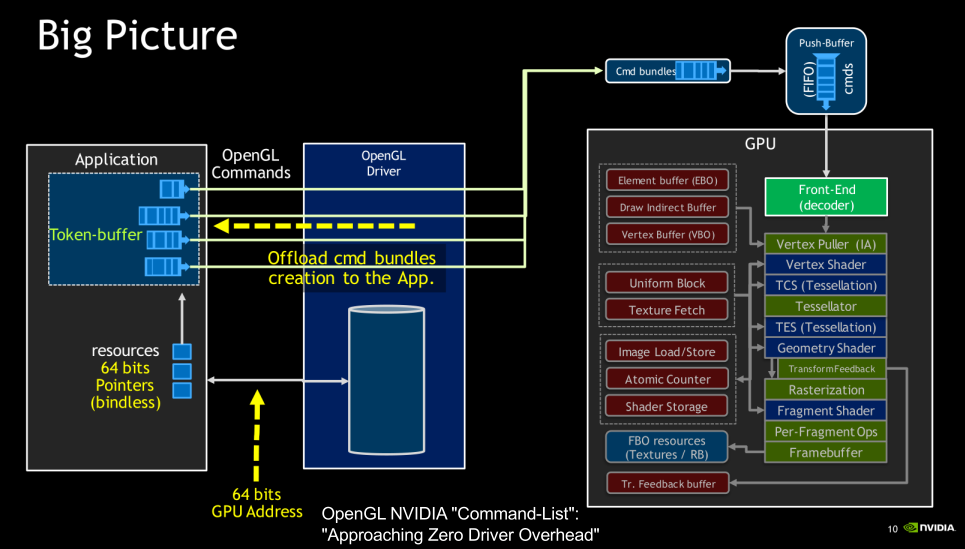 Big Picture
Application
Token-buffer
resources
64 bits
Pointers
(bindless)
OpenGL
Commands
OpenGL
Driver
Offload cmd bundles
creation to the App.
64 bits
GPU Address
OpenGL NVIDIA "Command-List":
"Approaching Zero Driver Overhead"
Cmd bundles
Push-Buffer
(FIFO)
cmds
GPU
Element buffer (EBO)
Draw Indirect Buffer
Vertex Buffer (VBO)
Uniform Block
Texture Fetch
Image Load/Store
Atomic Counter
Shader Storage
FBO resources
(Textures / RB)
Tr. Feedback buffer
Front-End
(decoder)
Vertex Puller (IA)
Vertex Shader
TCS (Tessellation)
Tessellator
TES (Tessellation)
Geometry Shader
TransformFeedback
Rasterization
Fragment Shader
Per-Fragment Ops
Framebuffer
10 NVIDIA.